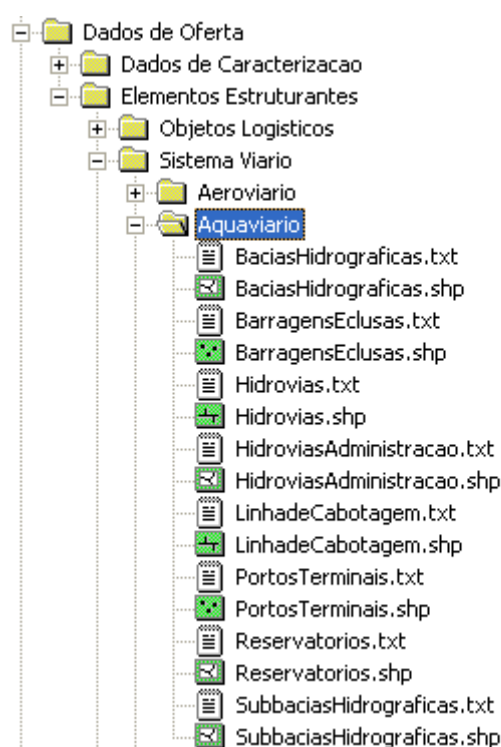 Dados de Oferta
Dados de Caracterizacao
Elementos Estruturantes
Objetos Logisticos
Sistema Viario
Aeroviario
Aquaviario
BaciasHidrograficas.txt
BaciasHidrograficas.shp
BarragensEclusas.txt
BarragensEclusas.shp
Hidrovias.txt
Hidrovias.shp
HidroviasAdministracao.txt
HidroviasAdministracao.shp
LinhadeCabotagem.txt
LinhadeCabotagem.shp
PortosTerminais.txt
PortosTerminais.shp
Reservatorios.txt
Reservatorios.shp
SubbaciasHidrograficas.txt
SubbaciasHidrograficas.shp